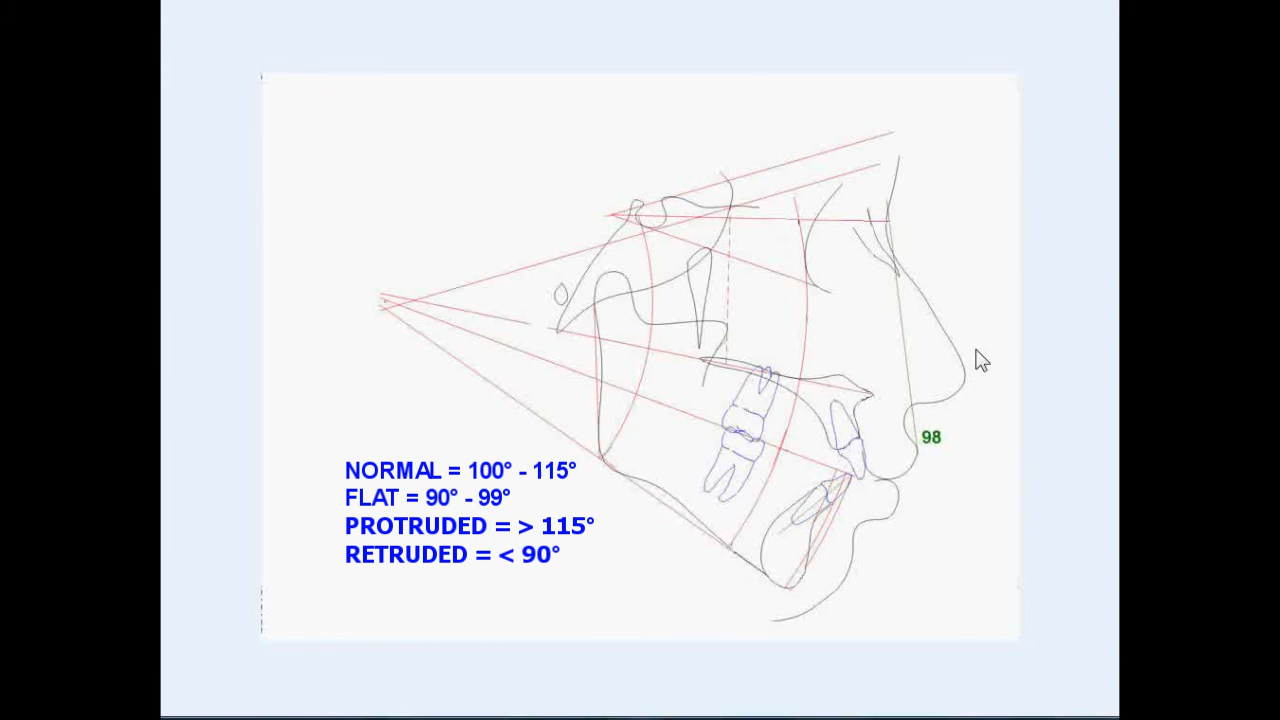 98
NORMAL = 100° - 115°
FLAT = 90° - 99°
PROTRUDED = > 115°
RETRUDED = < 90°